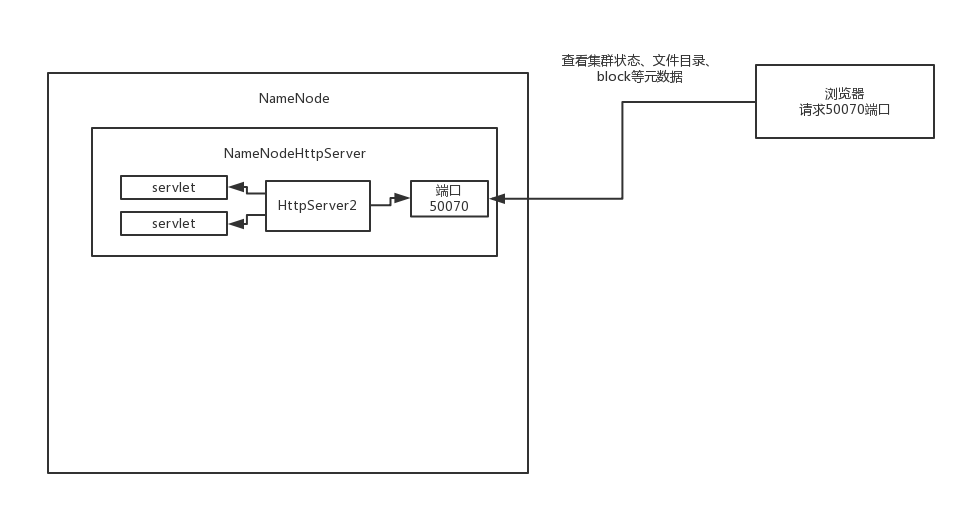 查看集群状态、文件目录、
block等元数据
浏览器
请求50070端口
NameNode
NameNodeHttpServer
servlet
servlet
HttpServer2
端口
50070